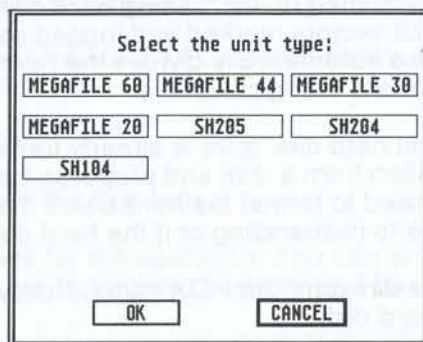 Select the unit type:
MEGAFILE 60 MEGAFILE 44 MEGAFILE 30
MEGAFILE 20 SH205 SH204
SH104
OK CANCEL